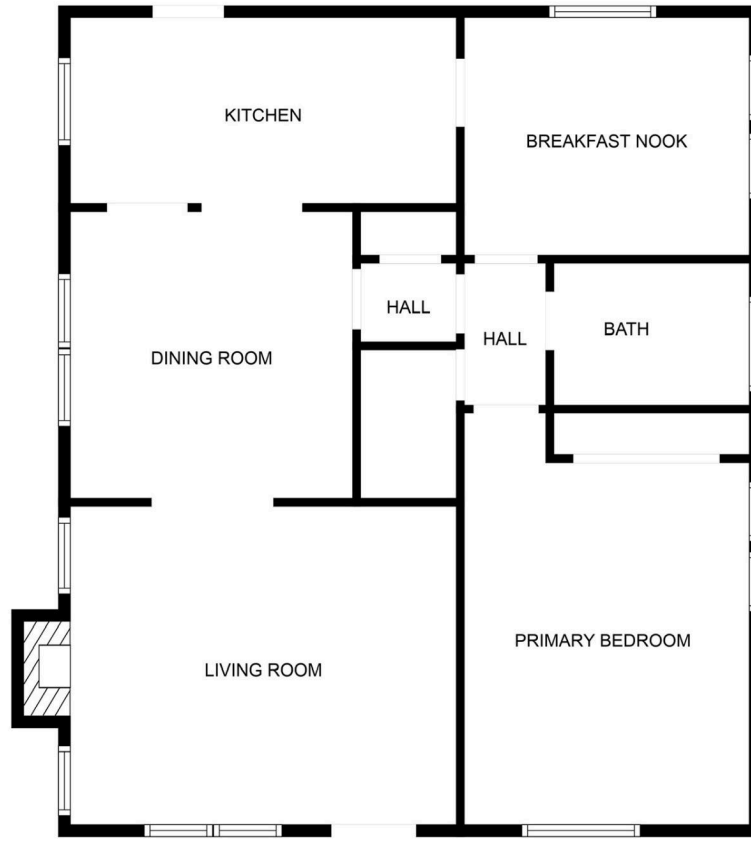 KITCHEN
BREAKFAST NOOK
HALL
HALL
BATH
DINING ROOM
PRIMARY BEDROOM
LIVING ROOM